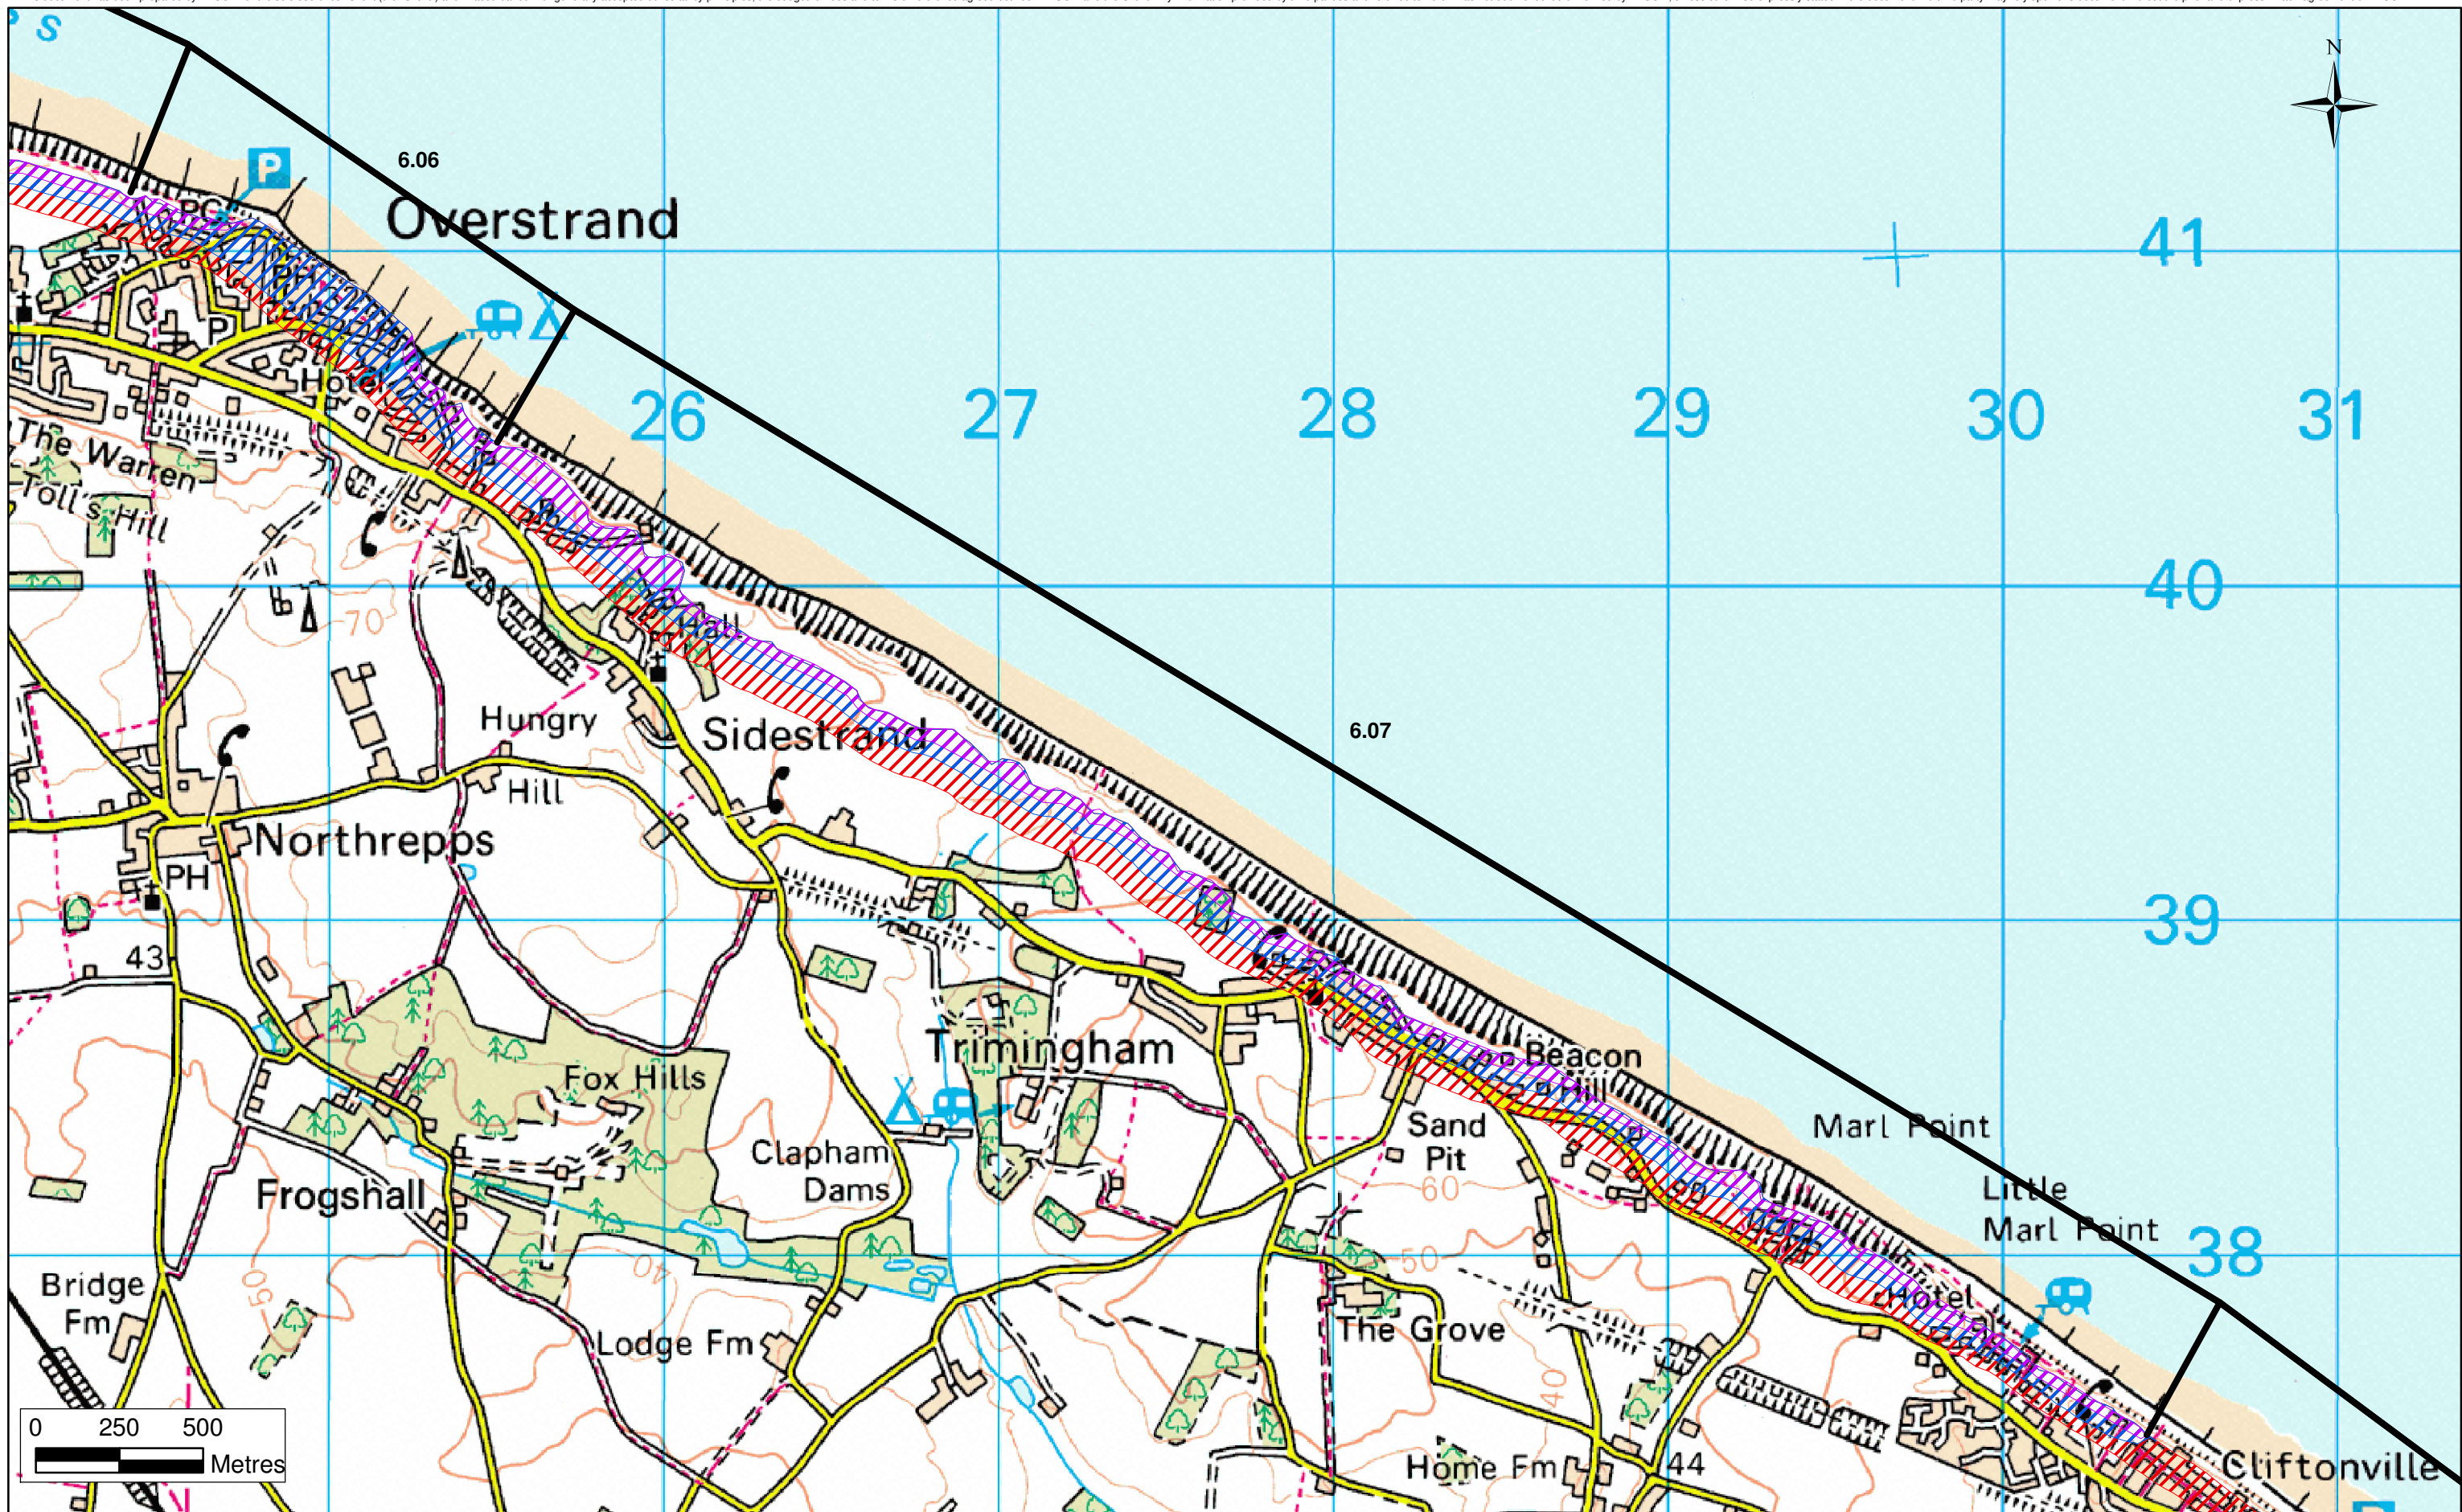 s
N
P
6.06
Overstrand
PC
41
PH
P
Hotel
26
27
28
29
30
31
The Warren
Toll's Hill
70
40
Hall
Hungry
Hill
Sidestrand
6.07
Northrepps
PH
39
43
Trimingham
Beacon
Hill
Fox Hills
Sand
Pit
Marl Point
Clapham
Dams
60
Little
Marl Point
Frogshall
50
38
40
50
Bridge
Fm
Hotel
Lodge Fm
The Grove
40
0 250 500
Metres
Home Fm
44
Cliftonville